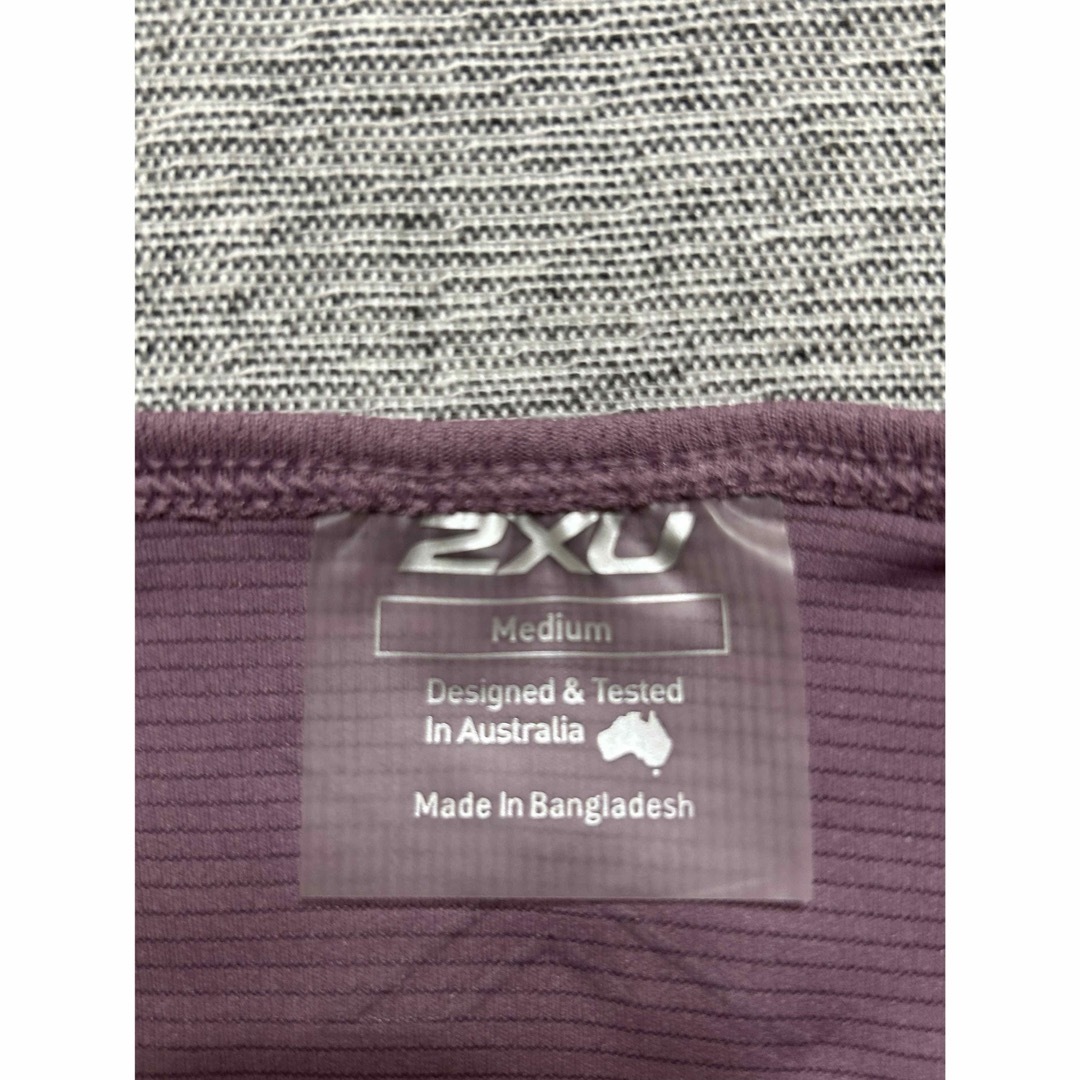 2XU
Medium
Designed & Tested
In Australia
Made In Bangladesh